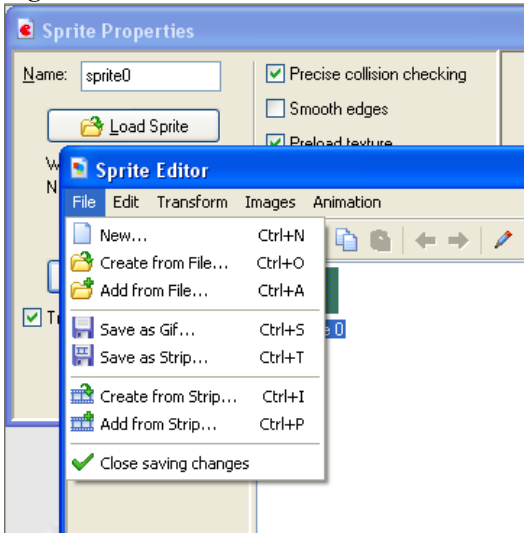 Sprite Properties
Name: sprite0
Precise collision checking
Smooth edges
Load Sprite
Preload texture
Sprite Editor
File Edit Transform Images Animation
New... Ctrl+N
Create from File... Ctrl+O
Add from File... Ctrl+A
Save as Gif... Ctrl+S
Save as Strip... Ctrl+T
Create from Strip... Ctrl+I
Add from Strip... Ctrl+P
Close saving changes